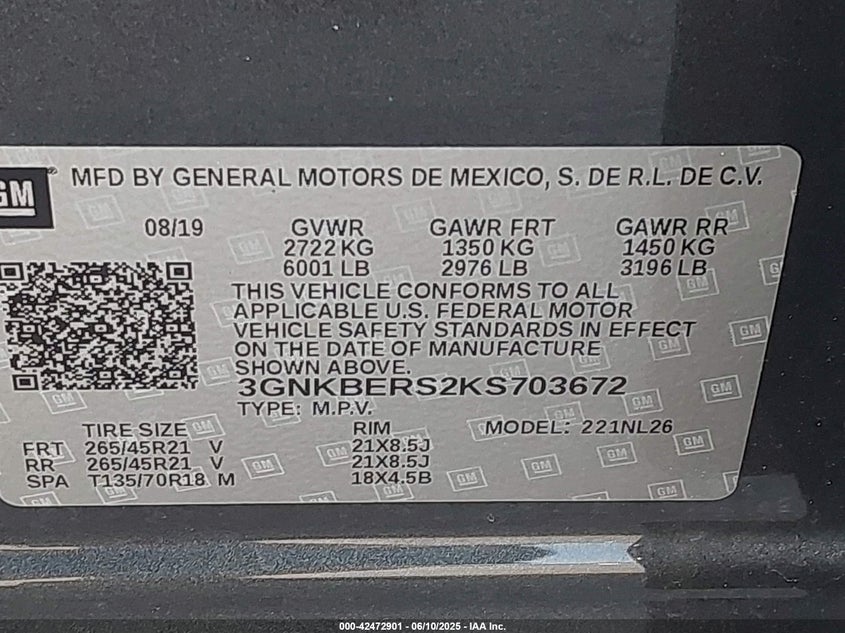 GM
MFD BY GENERAL MOTORS DE MEXICO, S. DE R.L. DE C.V.
08/19 GVWR GAWR FRT GAWR RR
2722 KG 1350 KG 1450 KG
6001 LB 2976 LB 3196 LB
THIS VEHICLE CONFORMS TO ALL
APPLICABLE U.S. FEDERAL MOTOR
VEHICLE SAFETY STANDARDS IN EFFECT
ON THE DATE OF MANUFACTURE
SHOWN ABOVE.
3GNKBERS2KS703672
TYPE: M.P.V.
TIRE SIZE RIM MODEL: 221NL26
FRT 265/45R21 V 21X8.5J
RR 265/45R21 V 21X8.5J
SPA T135/70R18 M 18X4.5B
000-42472901 - 06/10/2025 - IAA Inc.